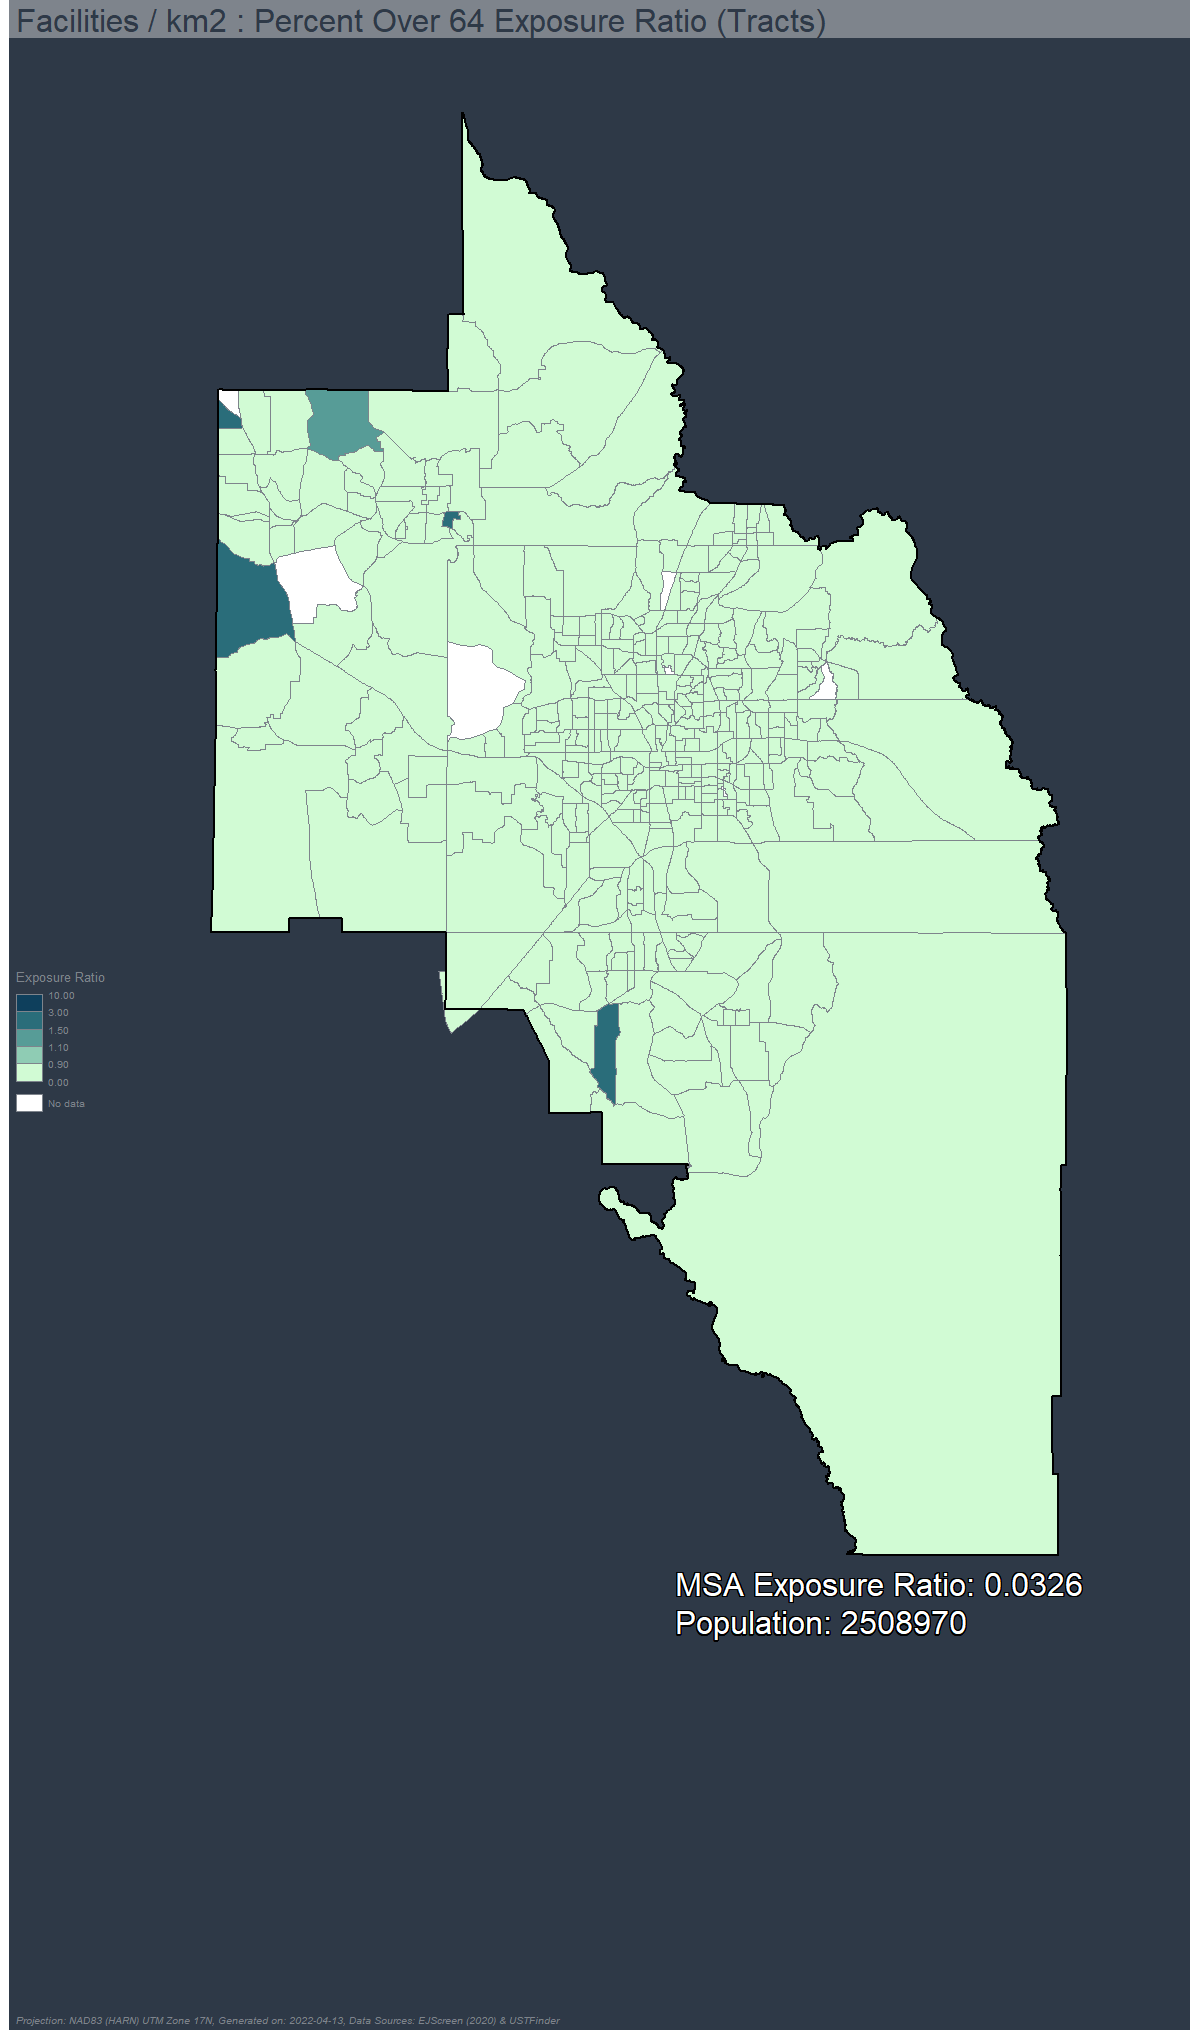 Facilities / km2 : Percent Over 64 Exposure Ratio (Tracts)
Exposure Ratio
10.00
3.00
1.50
1.10
0.90
0.00
No data
MSA Exposure Ratio: 0.0326
Population: 2508970
Projection: NAD83 (HARN) UTM Zone 17N, Generated on: 2022-04-13, Data Sources: EJScreen (2020) & USTFinder